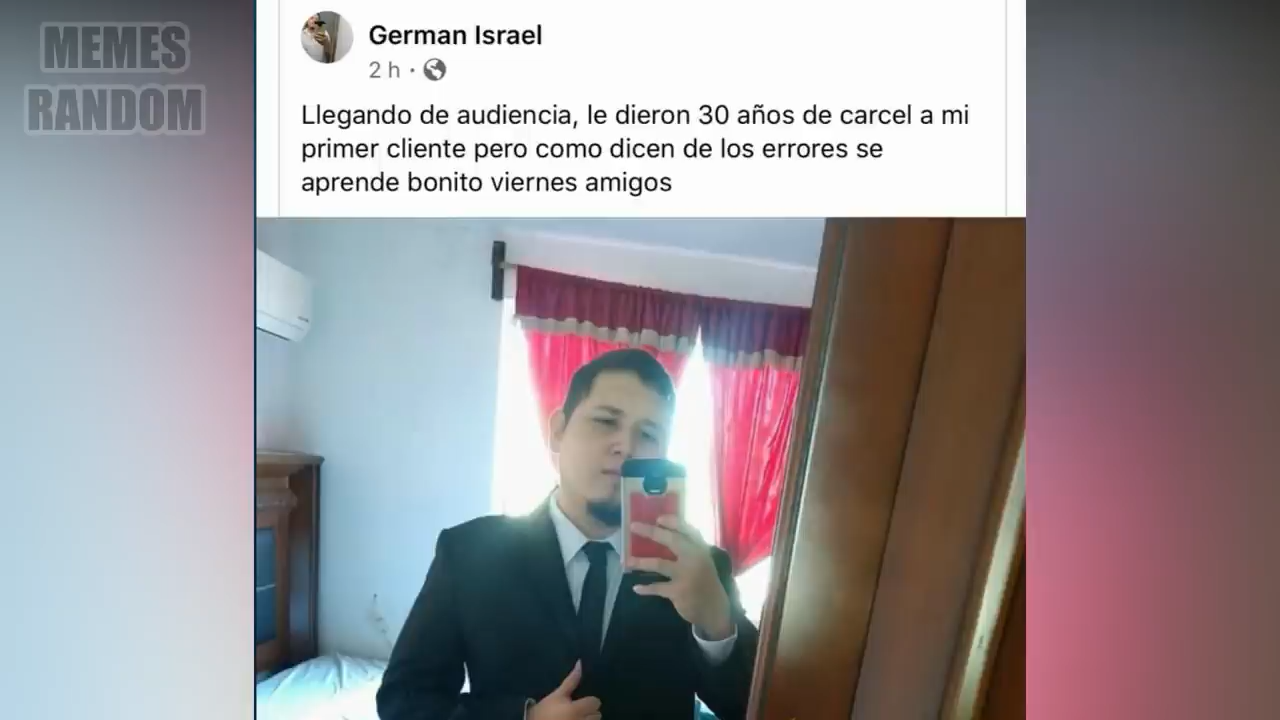 MEMES
RANDOM
German Israel
2 h ·
Llegando de audiencia, le dieron 30 años de carcel a mi
primer cliente pero como dicen de los errores se
aprende bonito viernes amigos